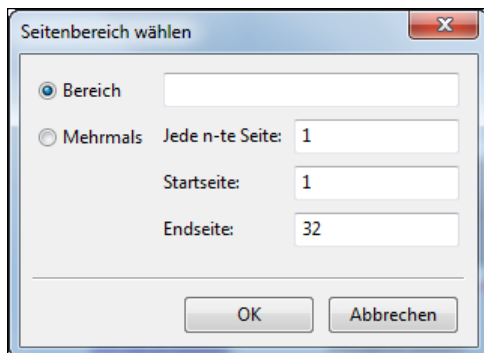 Seitenbereich wählen
Bereich
Mehrmals Jede n-te Seite: 1
Startseite: 1
Endseite: 32
OK Abbrechen